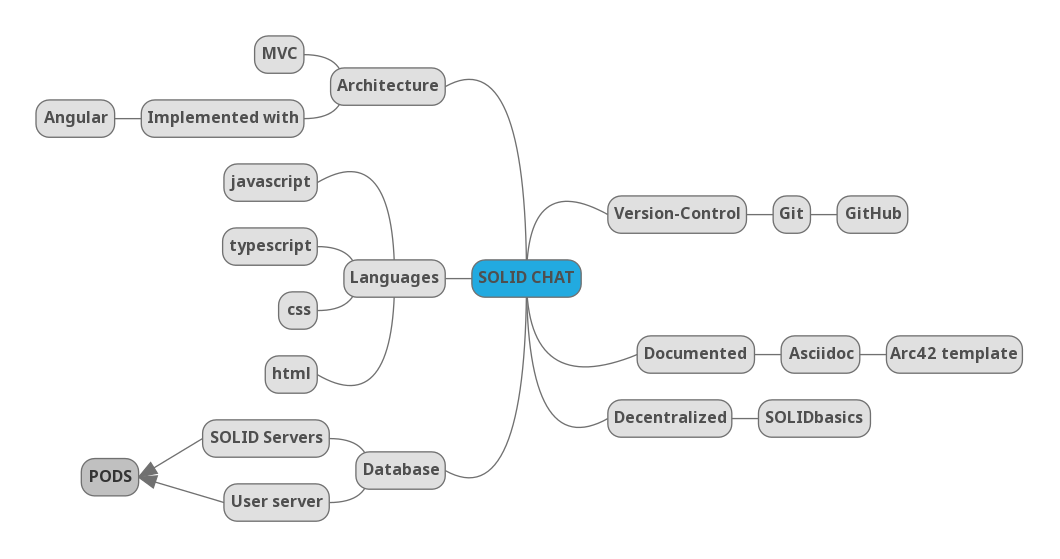 MVC
Architecture
Angular
Implemented with
javascript
typescript
Languages
css
html
SOLID CHAT
Version-Control
Git
GitHub
Documented
Asciidoc
Arc42 template
Decentralized
SOLIDbasics
SOLID Servers
Database
PODS
User server